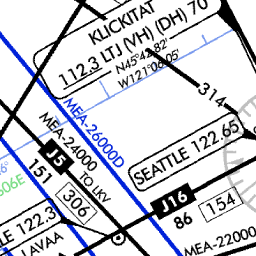 KLICKITAT
112.3 LTJ (VH) (DH) 70
N45°42.82'
W121°06.05'
314
MEA-26000D
SEATTLE 122.65
MEA-24000
J5
TO LKV
151
306
J16
86
154
LE 122.3
LAVAA
MEA-22000